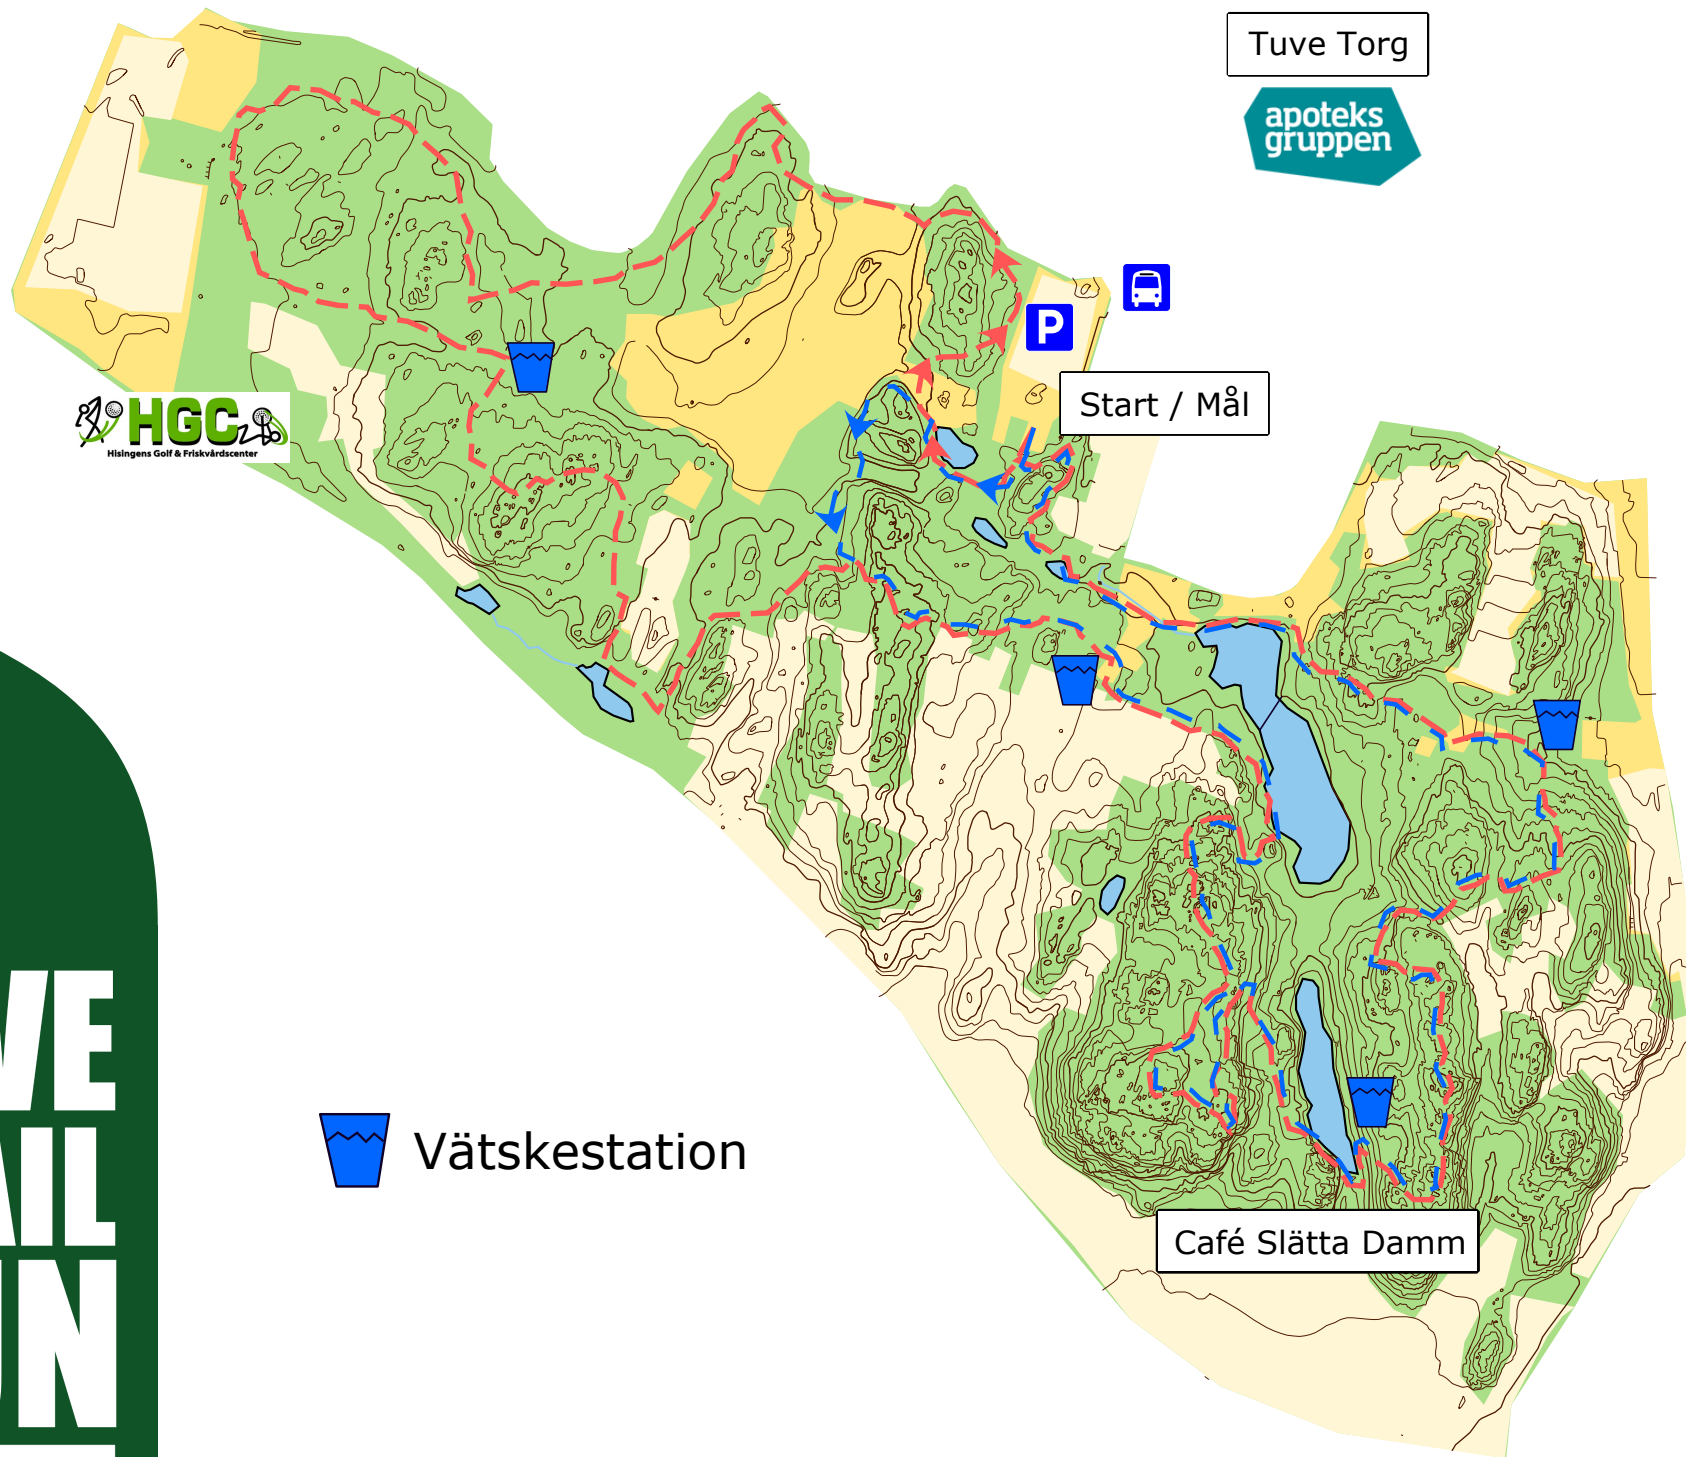 Tuve Torg
apoteks
gruppen
P
Start / Mål
HGC
Hisingens Golf & Friskvårdscenter
Vätskestation
Café Slätta Damm